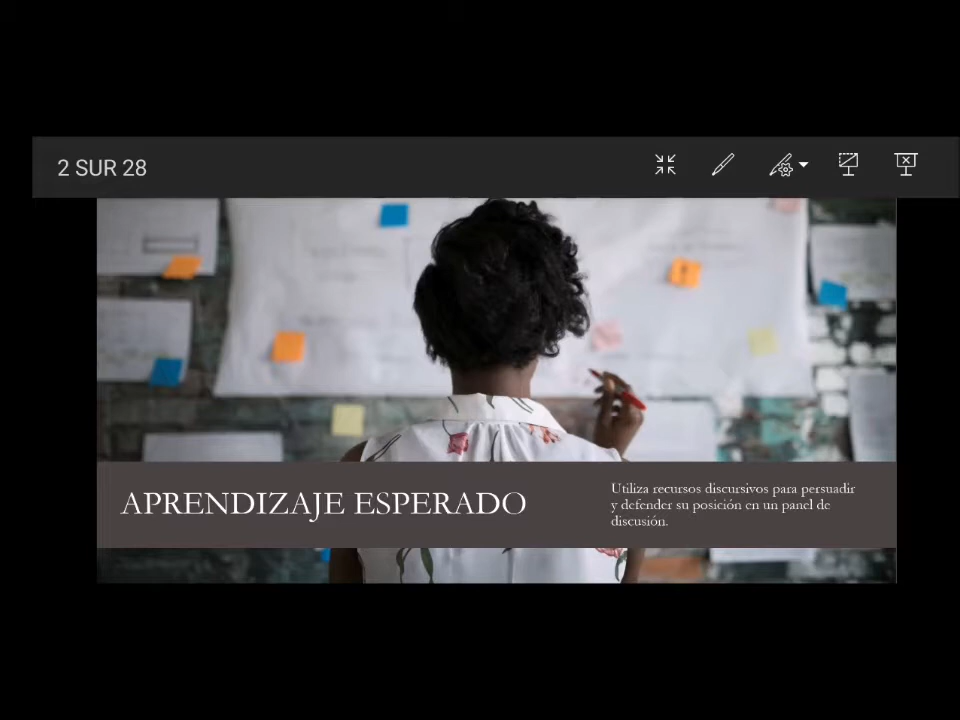 2 SUR 28
APRENDIZAJE ESPERADO
Utiliza recursos discursivos para persuadir
y defender su posición en un panel de
discusión.